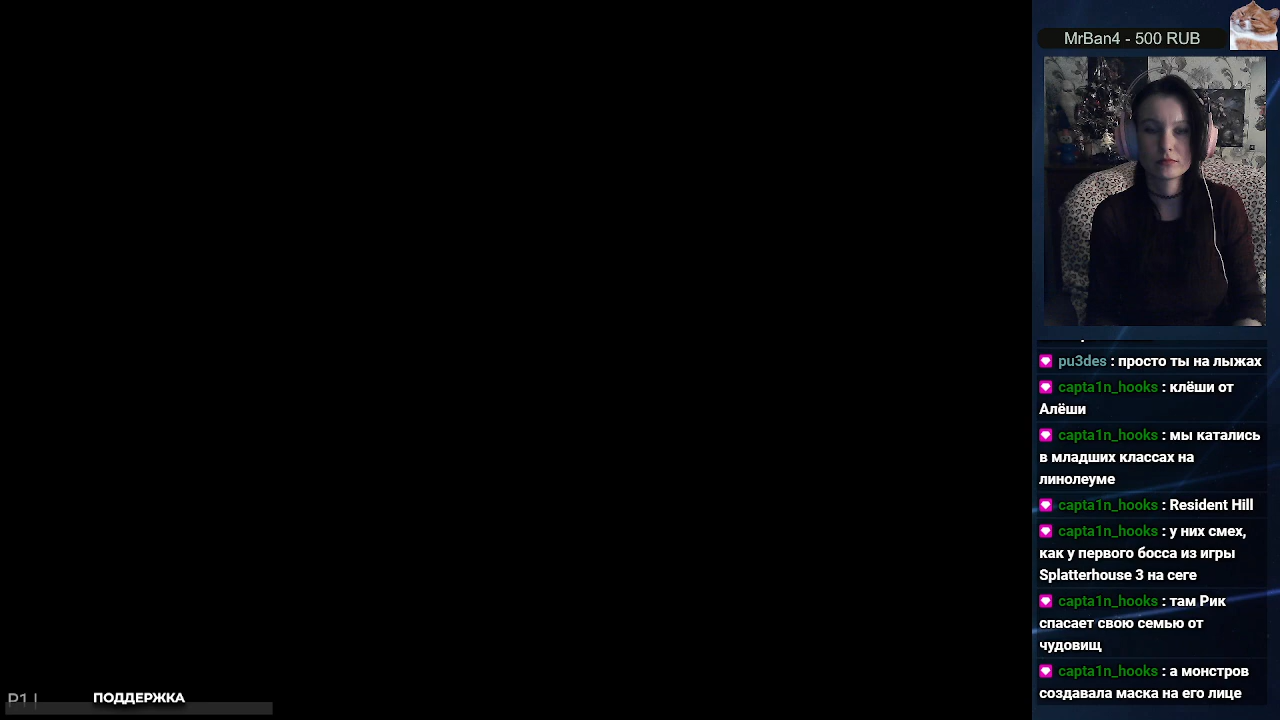 MrBan4 - 500 RUB
pu3des : просто ты на лыжах
capta1n_hooks : клёши от
Алёши
capta1n_hooks : мы катались
в младших классах на
линолеуме
capta1n_hooks : Resident Hill
capta1n_hooks : у них смех,
как у первого босса из игры
Splatterhouse 3 на сеге
capta1n_hooks : там Рик
спасает свою семью от
чудовищ
capta1n_hooks : а монстров
создавала маска на его лице
P1 |
ПОДДЕРЖКА